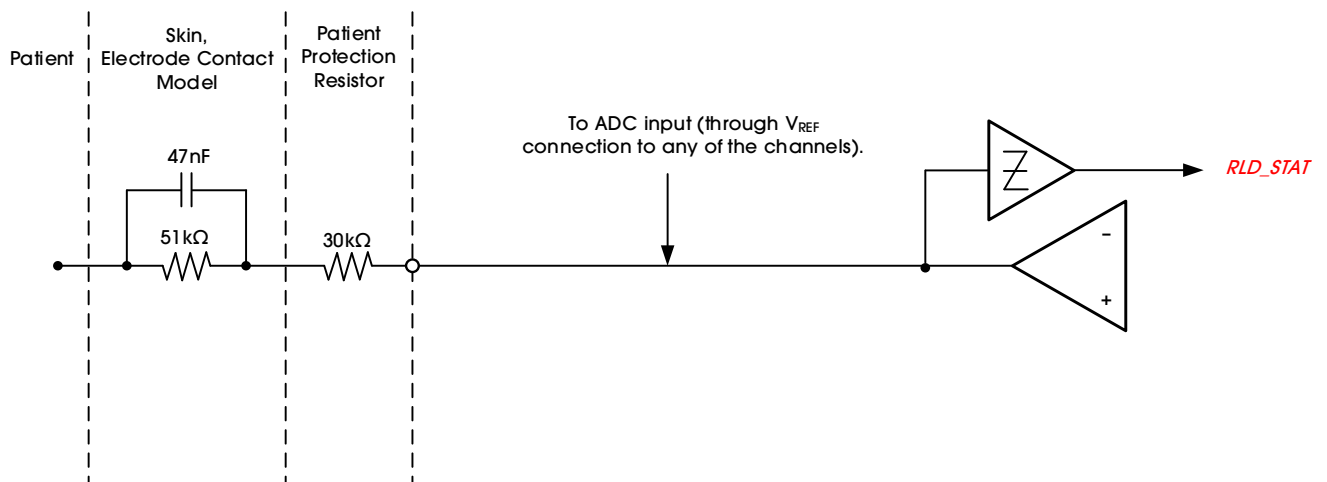 Patient
Skin,
Electrode Contact
Model
Patient
Protection
Resistor
To ADC input (through VREF
connection to any of the channels).
47nF
51kΩ
30kΩ
RLD_STAT
-
+